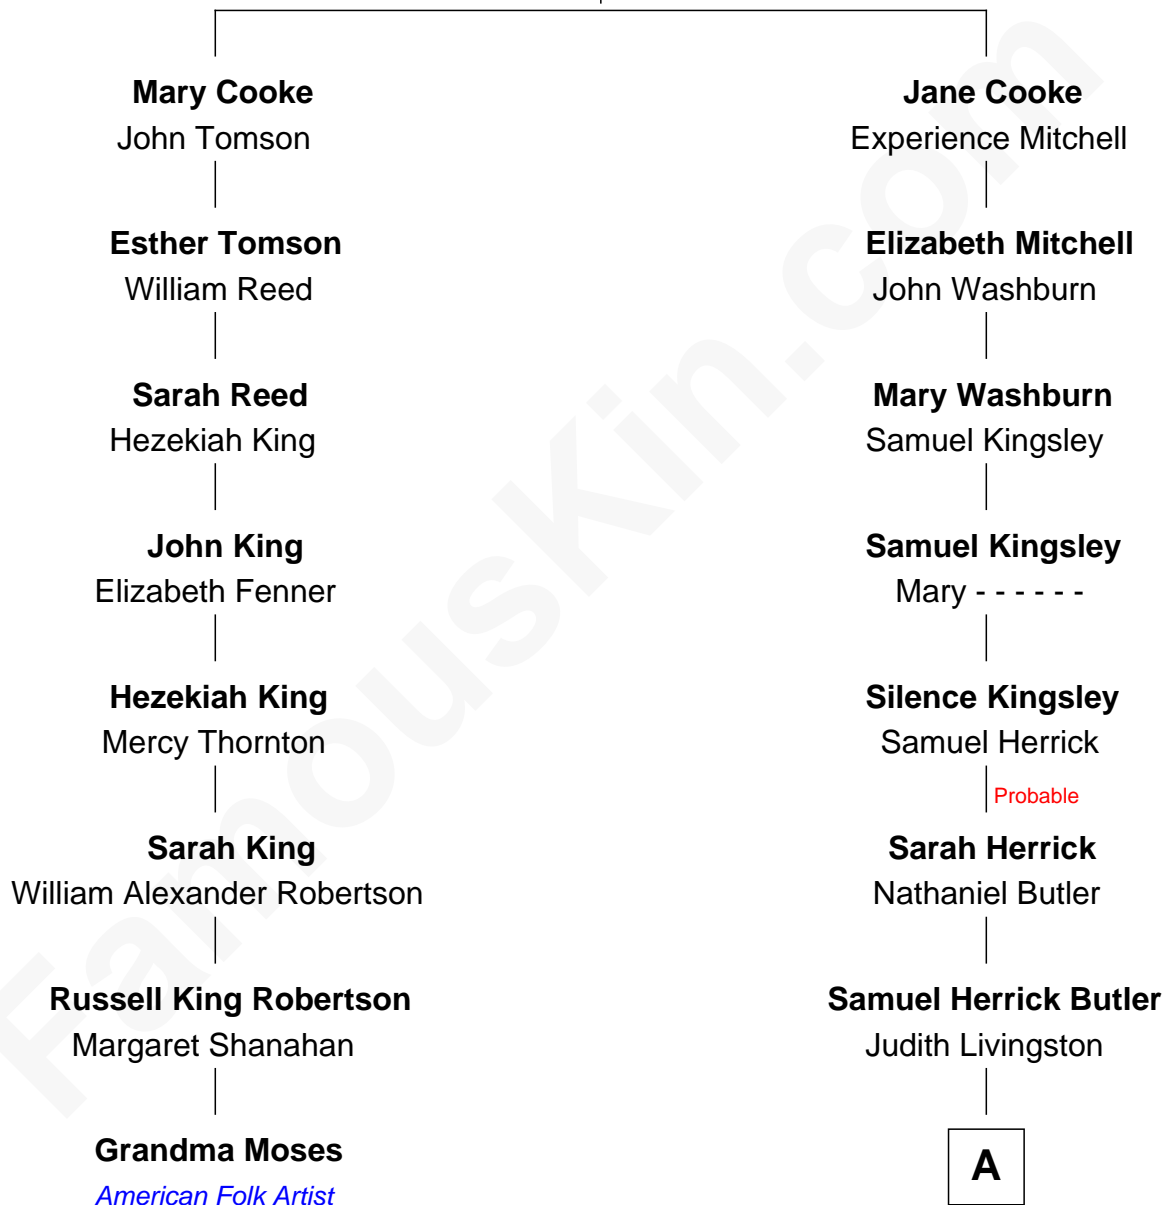 Mary Cooke
John Tomson
Esther Tomson
William Reed
Sarah Reed
Hezekiah King
John King
Elizabeth Fenner
Hezekiah King
Mercy Thornton
Sarah King
William Alexander Robertson
Russell King Robertson
Margaret Shanahan
Grandma Moses
American Folk Artist
Jane Cooke
Experience Mitchell
Elizabeth Mitchell
John Washburn
Mary Washburn
Samuel Kingsley
Samuel Kingsley
Mary - - - - - -
Silence Kingsley
Samuel Herrick
Probable
Sarah Herrick
Nathaniel Butler
Samuel Herrick Butler
Judith Livingston
A
FamousKin.com